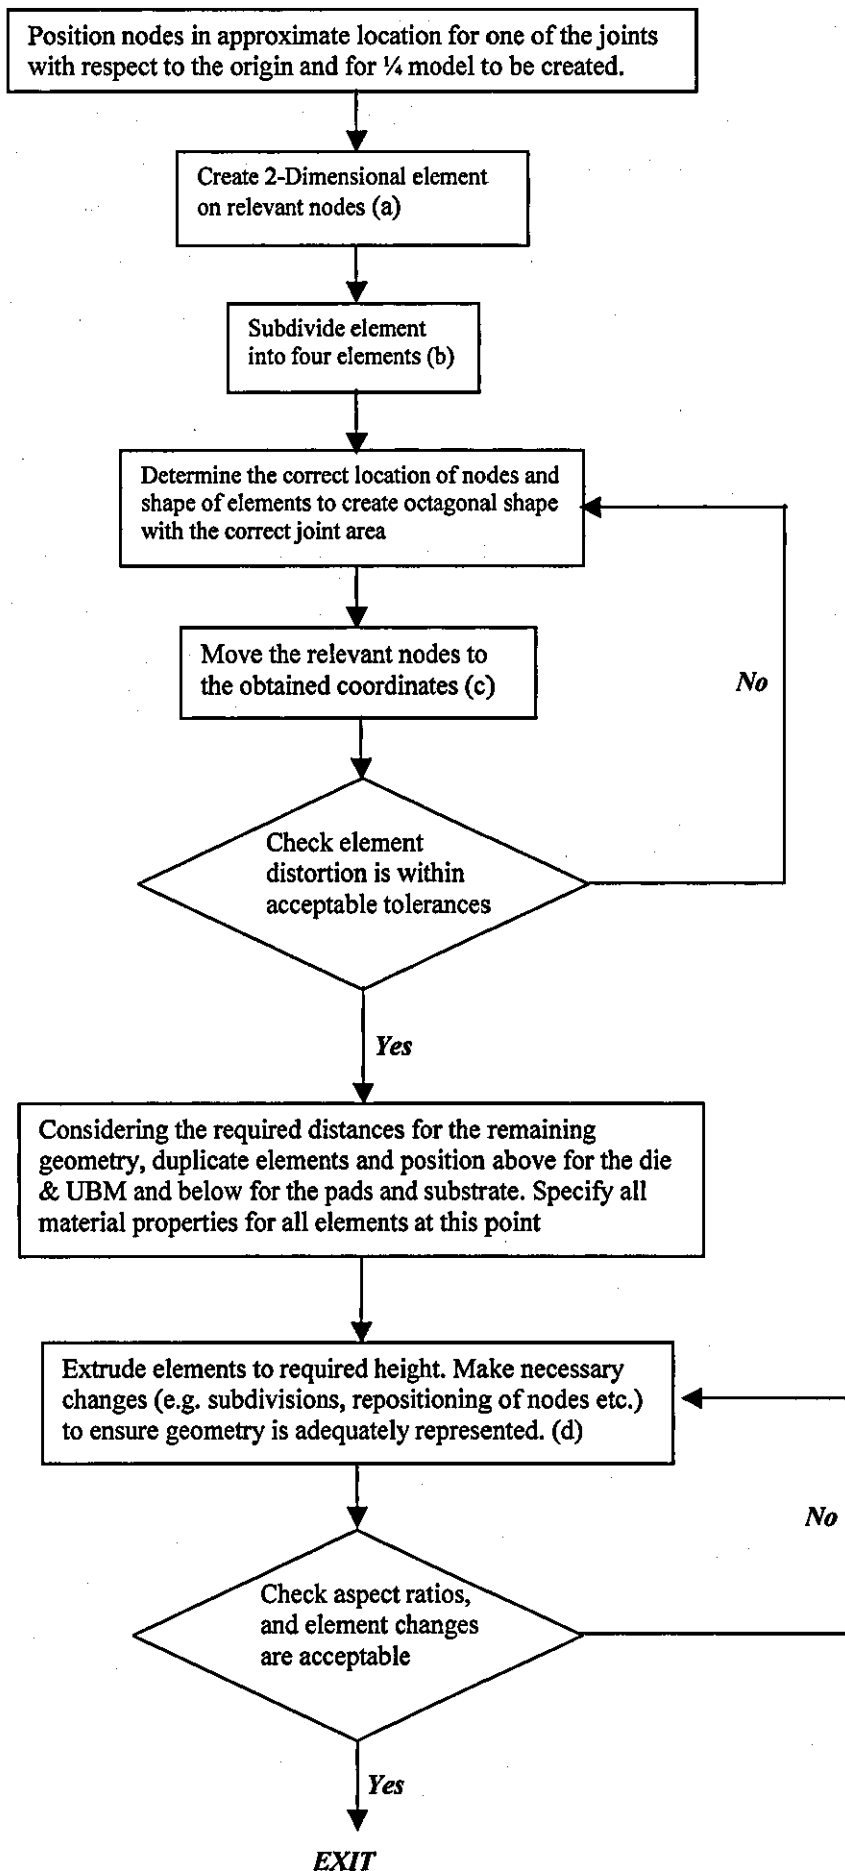 Position nodes in approximate location for one of the joints
with respect to the origin and for ¼ model to be created.
Create 2-Dimensional element
on relevant nodes (a)
Subdivide element
into four elements (b)
Determine the correct location of nodes and
shape of elements to create octagonal shape
with the correct joint area
Move the relevant nodes to
the obtained coordinates (c)
No
Check element
distortion is within
acceptable tolerances
Yes
Considering the required distances for the remaining
geometry, duplicate elements and position above for the die
& UBM and below for the pads and substrate. Specify all
material properties for all elements at this point
Extrude elements to required height. Make necessary
changes (e.g. subdivisions, repositioning of nodes etc.)
to ensure geometry is adequately represented. (d)
No
Check aspect ratios,
and element changes
are acceptable
Yes
EXIT